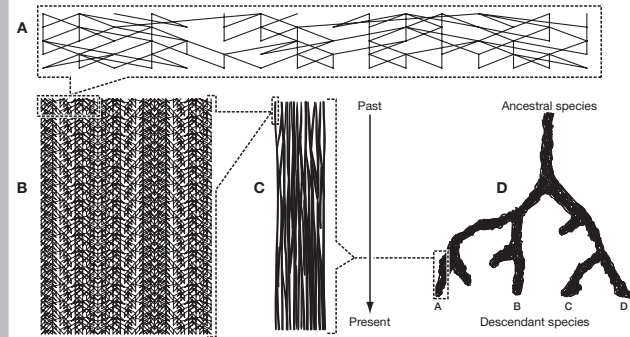 A
Past
Ancestral species
B
C
D
A
B
C
D
Present
Descendant species